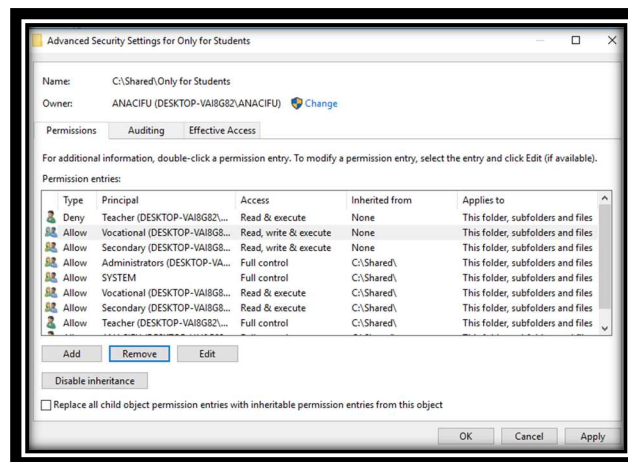 Advanced Security Settings for Only for Students
Name: C:\Shared\Only for Students
Owner: ANACIFU (DESKTOP-VAI8G82\ANACIFU) Change
Permissions Auditing Effective Access
For additional information, double-click a permission entry. To modify a permission entry, select the entry and click Edit (if available).
Permission entries:
Type Principal Access Inherited from Applies to
Deny Teacher (DESKTOP-VAI8G82\... Read & execute None This folder, subfolders and files
Allow Vocational (DESKTOP-VAI8G8... Read, write & execute None This folder, subfolders and files
Allow Secondary (DESKTOP-VAI8G8... Read, write & execute None This folder, subfolders and files
Allow Administrators (DESKTOP-VA... Full control C:\Shared\ This folder, subfolders and files
Allow SYSTEM Full control C:\Shared\ This folder, subfolders and files
Allow Vocational (DESKTOP-VAI8G8... Read & execute C:\Shared\ This folder, subfolders and files
Allow Secondary (DESKTOP-VAI8G8... Read & execute C:\Shared\ This folder, subfolders and files
Allow Teacher (DESKTOP-VAI8G82\... Full control C:\Shared\ This folder, subfolders and files
Add Remove Edit
Disable inheritance
Replace all child object permission entries with inheritable permission entries from this object
OK Cancel Apply